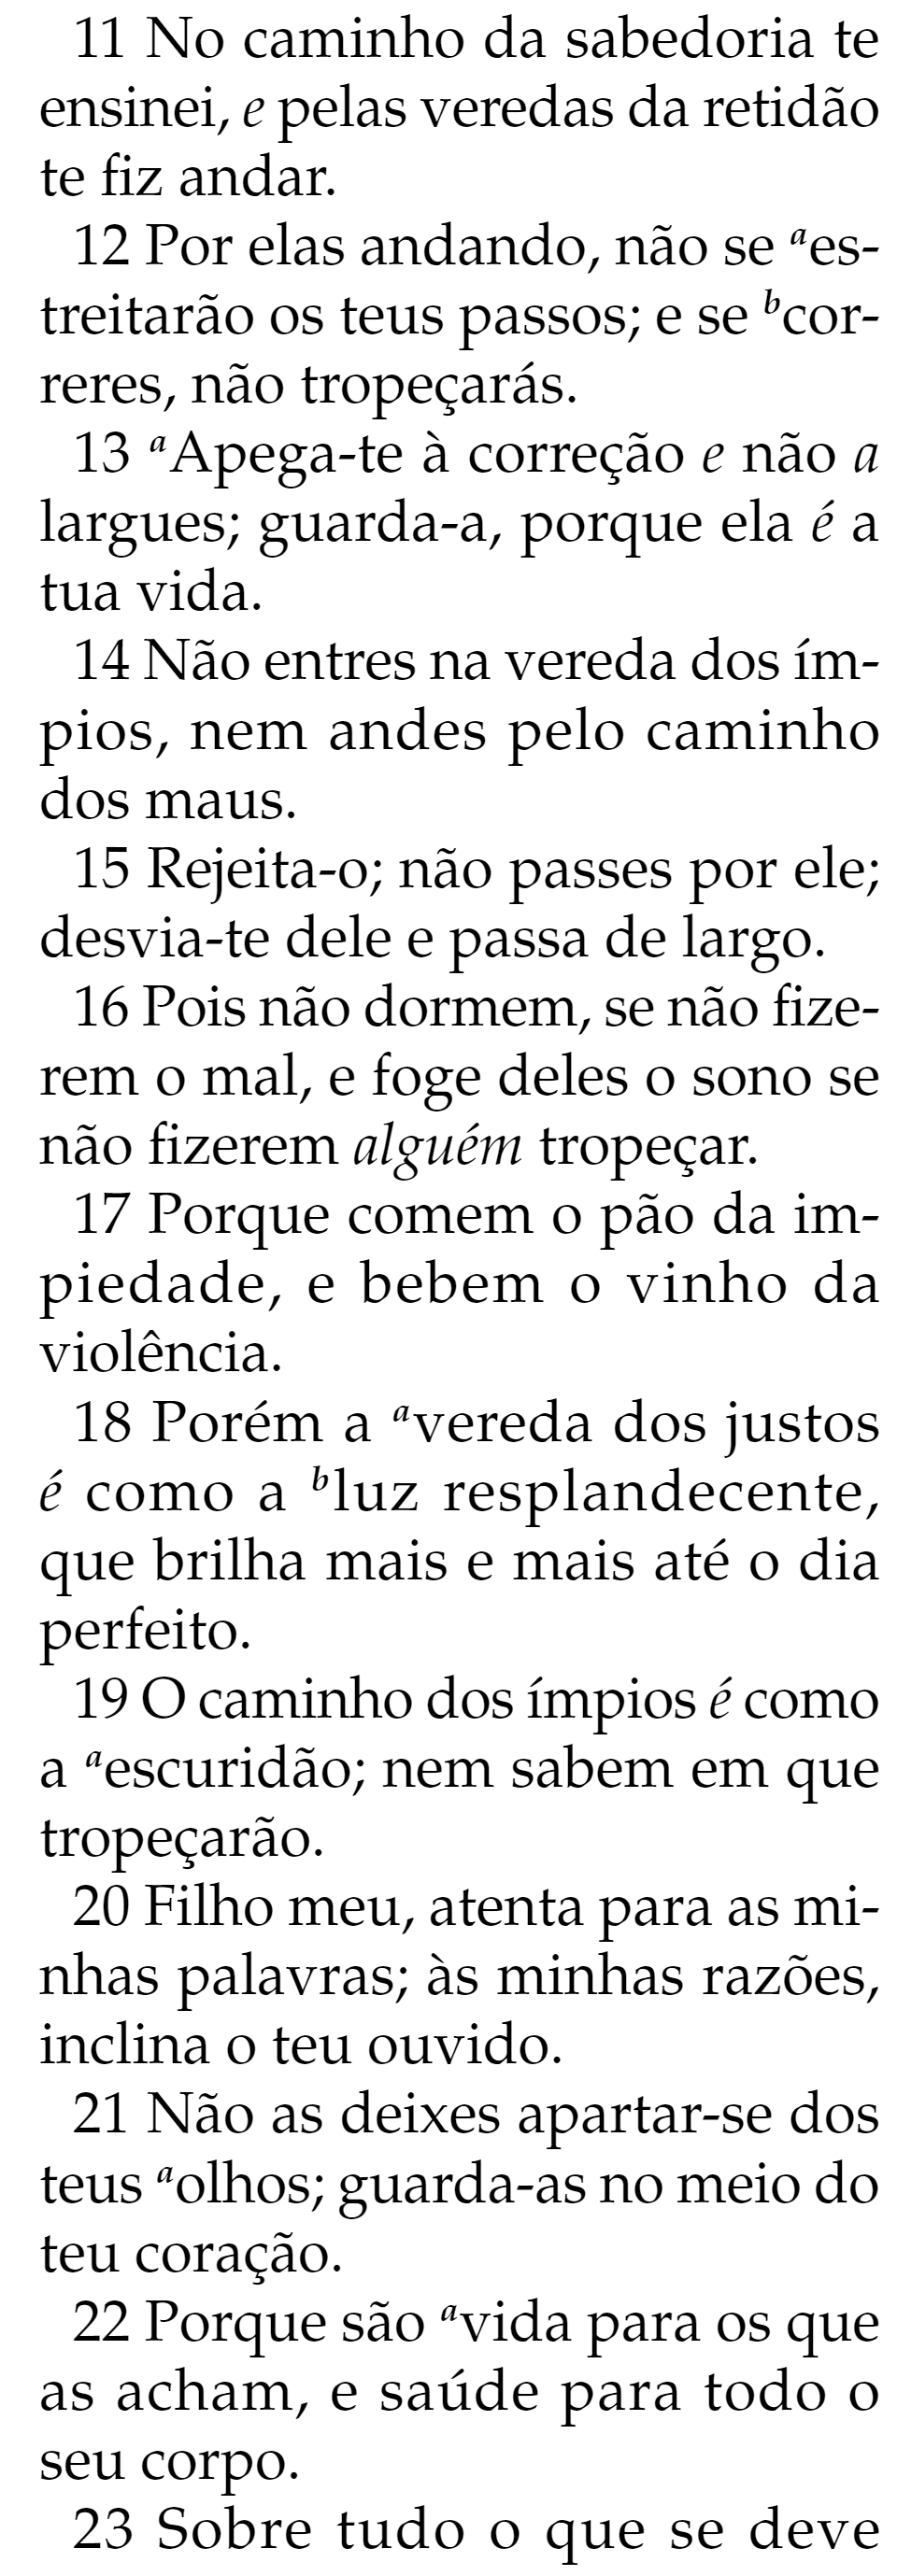 11 No caminho da sabedoria te
ensinei, e pelas veredas da retidão
te fiz andar.
12 Por elas andando, não se ᵃes-
treitarão os teus passos; e se ᵇcor-
reres, não tropeçarás.
13 ᵃApega-te à correção e não a
largues; guarda-a, porque ela é a
tua vida.
14 Não entres na vereda dos ím-
pios, nem andes pelo caminho
dos maus.
15 Rejeita-o; não passes por ele;
desvia-te dele e passa de largo.
16 Pois não dormem, se não fize-
rem o mal, e foge deles o sono se
não fizerem alguém tropeçar.
17 Porque comem o pão da im-
piedade, e bebem o vinho da
violência.
18 Porém a ᵃvereda dos justos
é como a ᵇluz resplandecente,
que brilha mais e mais até o dia
perfeito.
19 O caminho dos ímpios é como
a ᵃescuridão; nem sabem em que
tropeçarão.
20 Filho meu, atenta para as mi-
nhas palavras; às minhas razões,
inclina o teu ouvido.
21 Não as deixes apartar-se dos
teus ᵃolhos; guarda-as no meio do
teu coração.
22 Porque são ᵃvida para os que
as acham, e saúde para todo o
seu corpo.
23 Sobre tudo o que se deve